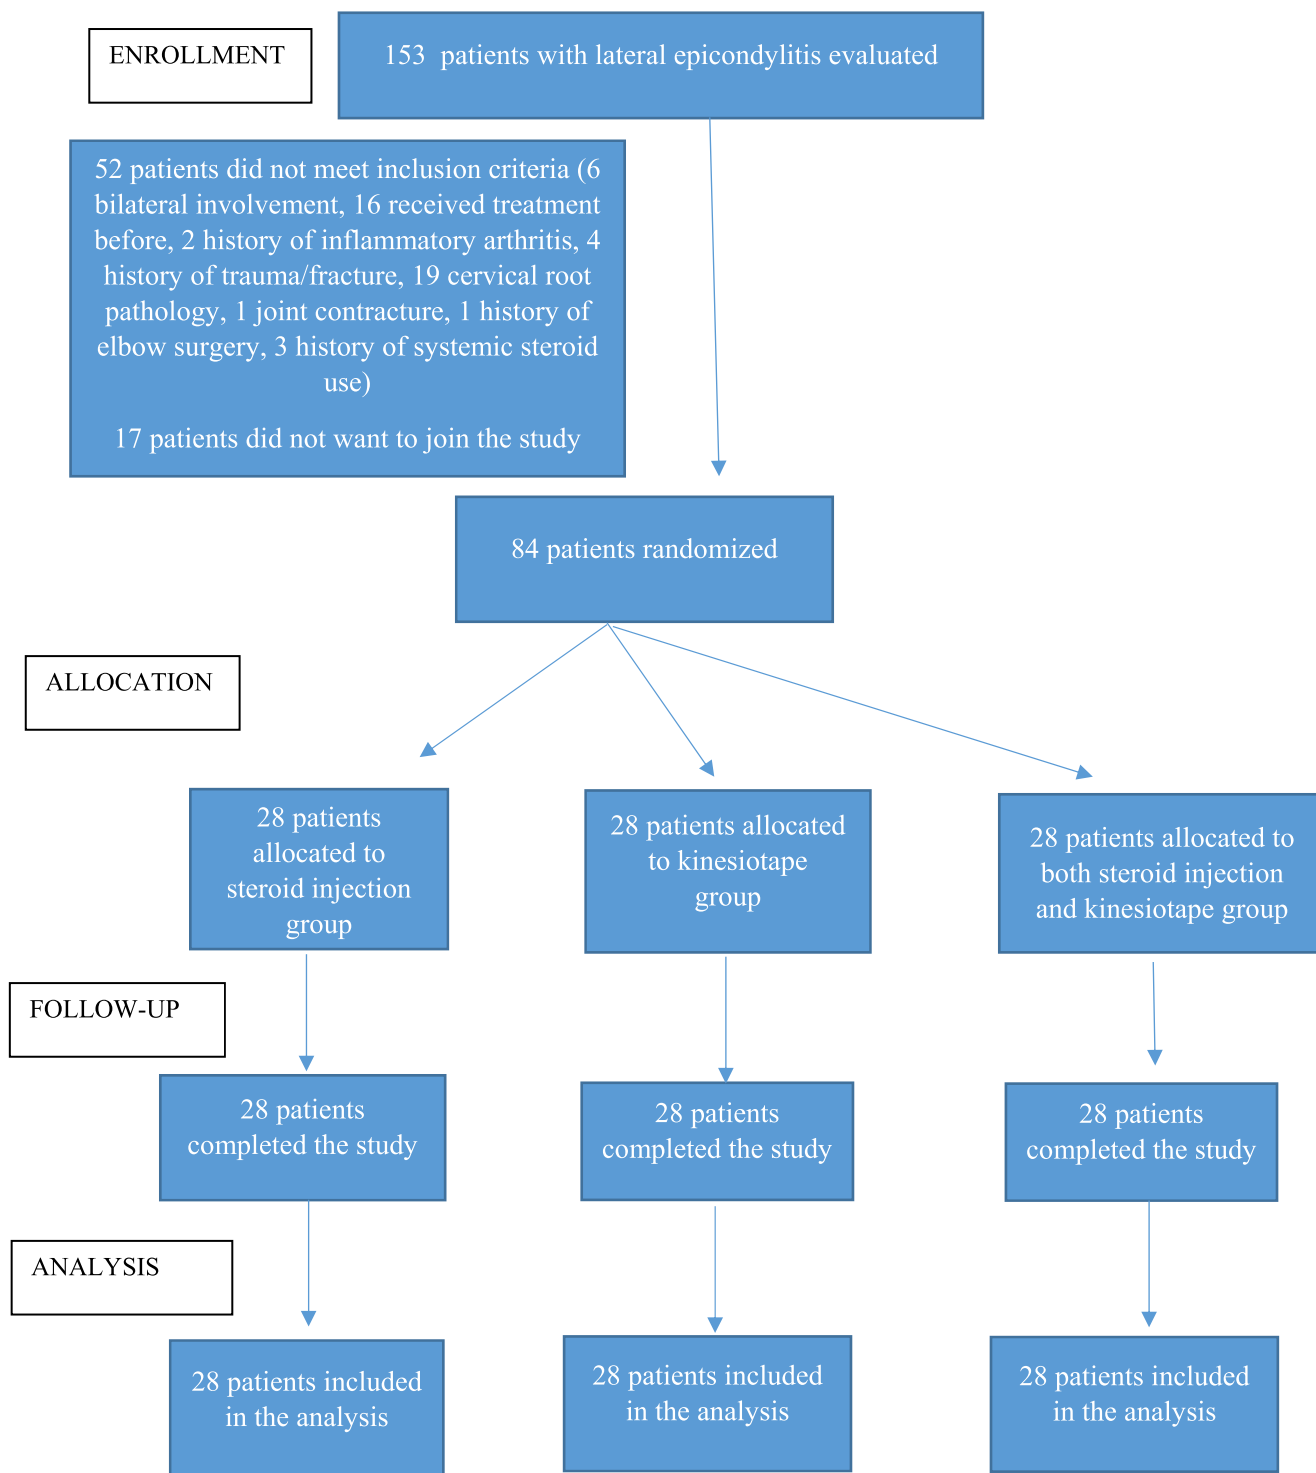 ENROLLMENT
153 patients with lateral epicondylitis evaluated
52 patients did not meet inclusion criteria (6
bilateral involvement, 16 received treatment
before, 2 history of inflammatory arthritis, 4
history of trauma/fracture, 19 cervical root
pathology, 1 joint contracture, 1 history of
elbow surgery, 3 history of systemic steroid
use)
17 patients did not want to join the study
84 patients randomized
ALLOCATION
28 patients
allocated to
steroid injection
group
28 patients allocated
to kinesiotape
group
28 patients allocated to
both steroid injection
and kinesiotape group
FOLLOW-UP
28 patients
completed the study
28 patients
completed the study
28 patients
completed the study
ANALYSIS
28 patients included
in the analysis
28 patients included
in the analysis
28 patients included
in the analysis